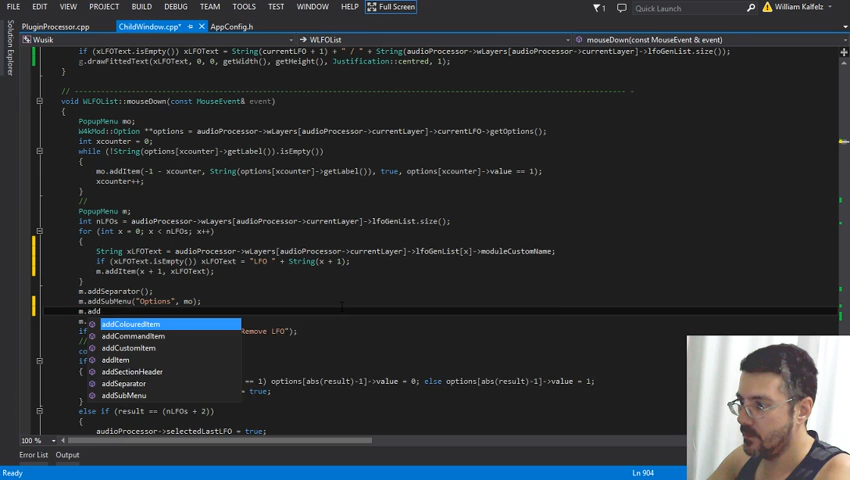 FILE EDIT VIEW PROJECT BUILD DEBUG TEAM TOOLS TEST ANALYZE WINDOW HELP Full Screen 1 Quick Launch William Kalfelz
PluginProcessor.cpp ChildWindow.cpp* AppConfig.h
Wusik WLFOList mouseDown(const MouseEvent & event)
Solution Explorer
if (xLFOText.isEmpty()) xLFOText = String(currentLFO + 1) + " / " + String(audioProcessor->wLayers[audioProcessor->currentLayer]->lfoGenList.size());
g.drawFittedText(xLFOText, 0, 0, getWidth(), getHeight(), Justification::centred, 1);
}
// ------------------------------------------------------------------------------------------------------------------- -
void WLFOList::mouseDown(const MouseEvent& event)
{
PopupMenu mo;
W4kMod::Option **options = audioProcessor->wLayers[audioProcessor->currentLayer]->currentLFO->getOptions();
int xcounter = 0;
while (!String(options[xcounter]->getLabel()).isEmpty())
{
mo.addItem(-1 - xcounter, String(options[xcounter]->getLabel()), true, options[xcounter]->value == 1);
xcounter++;
}
//
PopupMenu m;
int nLFOs = audioProcessor->wLayers[audioProcessor->currentLayer]->lfoGenList.size();
for (int x = 0; x < nLFOs; x++)
{
String xLFOText = audioProcessor->wLayers[audioProcessor->currentLayer]->lfoGenList[x]->moduleCustomName;
if (xLFOText.isEmpty()) xLFOText = "LFO " + String(x + 1);
m.addItem(x + 1, xLFOText);
}
m.addSeparator();
m.addSubMenu("Options", mo);
m.add
m.
addColouredItem
if Remove LFO");
addCommandItem
//
addCustomItem
co
addItem
if
addSectionHeader
{ == 1) options[abs(result)-1]->value = 0; else options[abs(result)-1]->value = 1;
addSeparator
= true;
addSubMenu
}
else if (result == (nLFOs + 2))
{
audioProcessor->selectedLastLFO = true;
100 %
Error List Output
Ready Ln 904